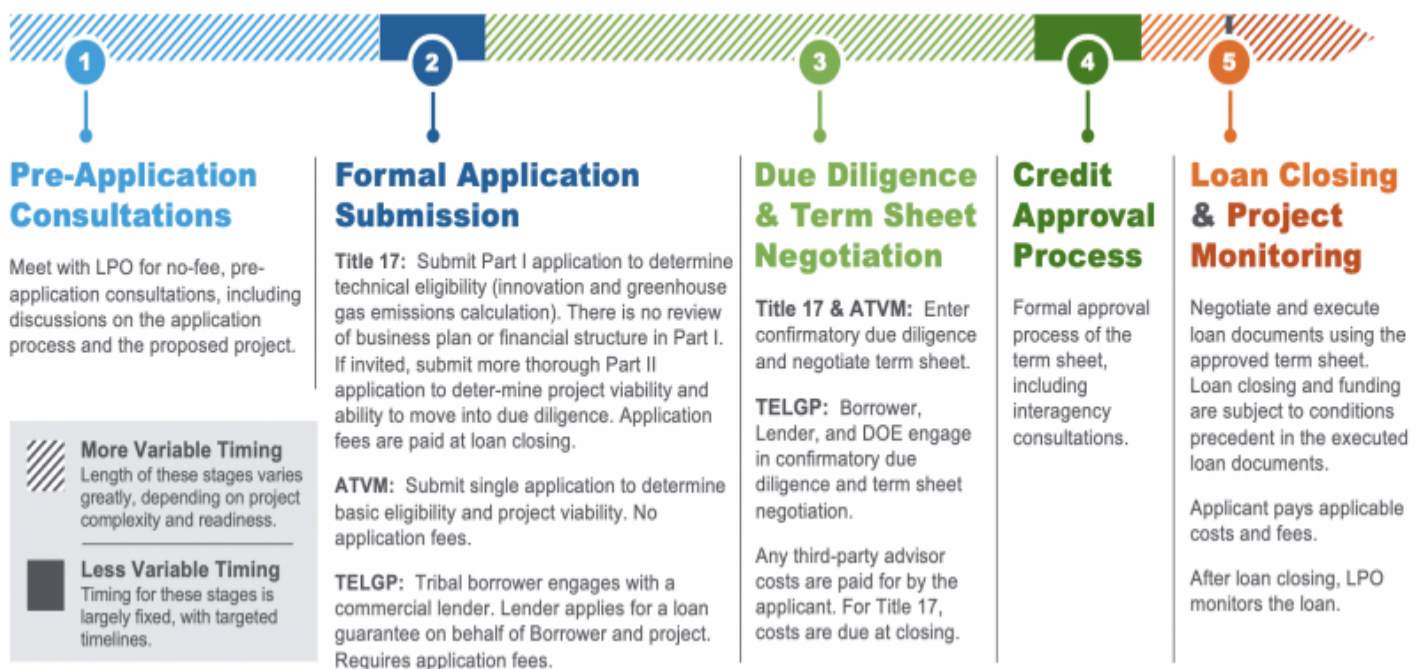 1
2
3
4
5
Pre-Application
Consultations
Meet with LPO for no-fee, pre-
application consultations, including
discussions on the application
process and the proposed project.
More Variable Timing
Length of these stages varies
greatly, depending on project
complexity and readiness.
Less Variable Timing
Timing for these stages is
largely fixed, with targeted
timelines.
Formal Application
Submission
Title 17: Submit Part I application to determine
technical eligibility (innovation and greenhouse
gas emissions calculation). There is no review
of business plan or financial structure in Part I.
If invited, submit more thorough Part II
application to deter-mine project viability and
ability to move into due diligence. Application
fees are paid at loan closing.
ATVM: Submit single application to determine
basic eligibility and project viability. No
application fees.
TELGP: Tribal borrower engages with a
commercial lender. Lender applies for a loan
guarantee on behalf of Borrower and project.
Requires application fees.
Due Diligence
& Term Sheet
Negotiation
Title 17 & ATVM: Enter
confirmatory due diligence
and negotiate term sheet.
TELGP: Borrower,
Lender, and DOE engage
in confirmatory due
diligence and term sheet
negotiation.
Any third-party advisor
costs are paid for by the
applicant. For Title 17,
costs are due at closing.
Credit
Approval
Process
Formal approval
process of the
term sheet,
including
interagency
consultations.
Loan Closing
& Project
Monitoring
Negotiate and execute
loan documents using the
approved term sheet.
Loan closing and funding
are subject to conditions
precedent in the executed
loan documents.
Applicant pays applicable
costs and fees.
After loan closing, LPO
monitors the loan.